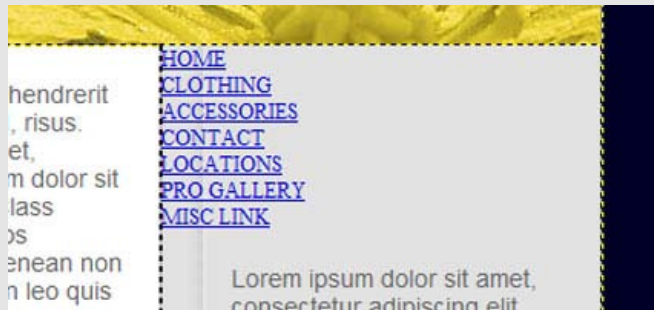 hendrerit
, risus.
et,
m dolor sit
lass
os
enean non
leo quis
HOME
CLOTHING
ACCESSORIES
CONTACT
LOCATIONS
PRO GALLERY
MISC LINK
Lorem ipsum dolor sit amet,
consectetur adipiscing elit